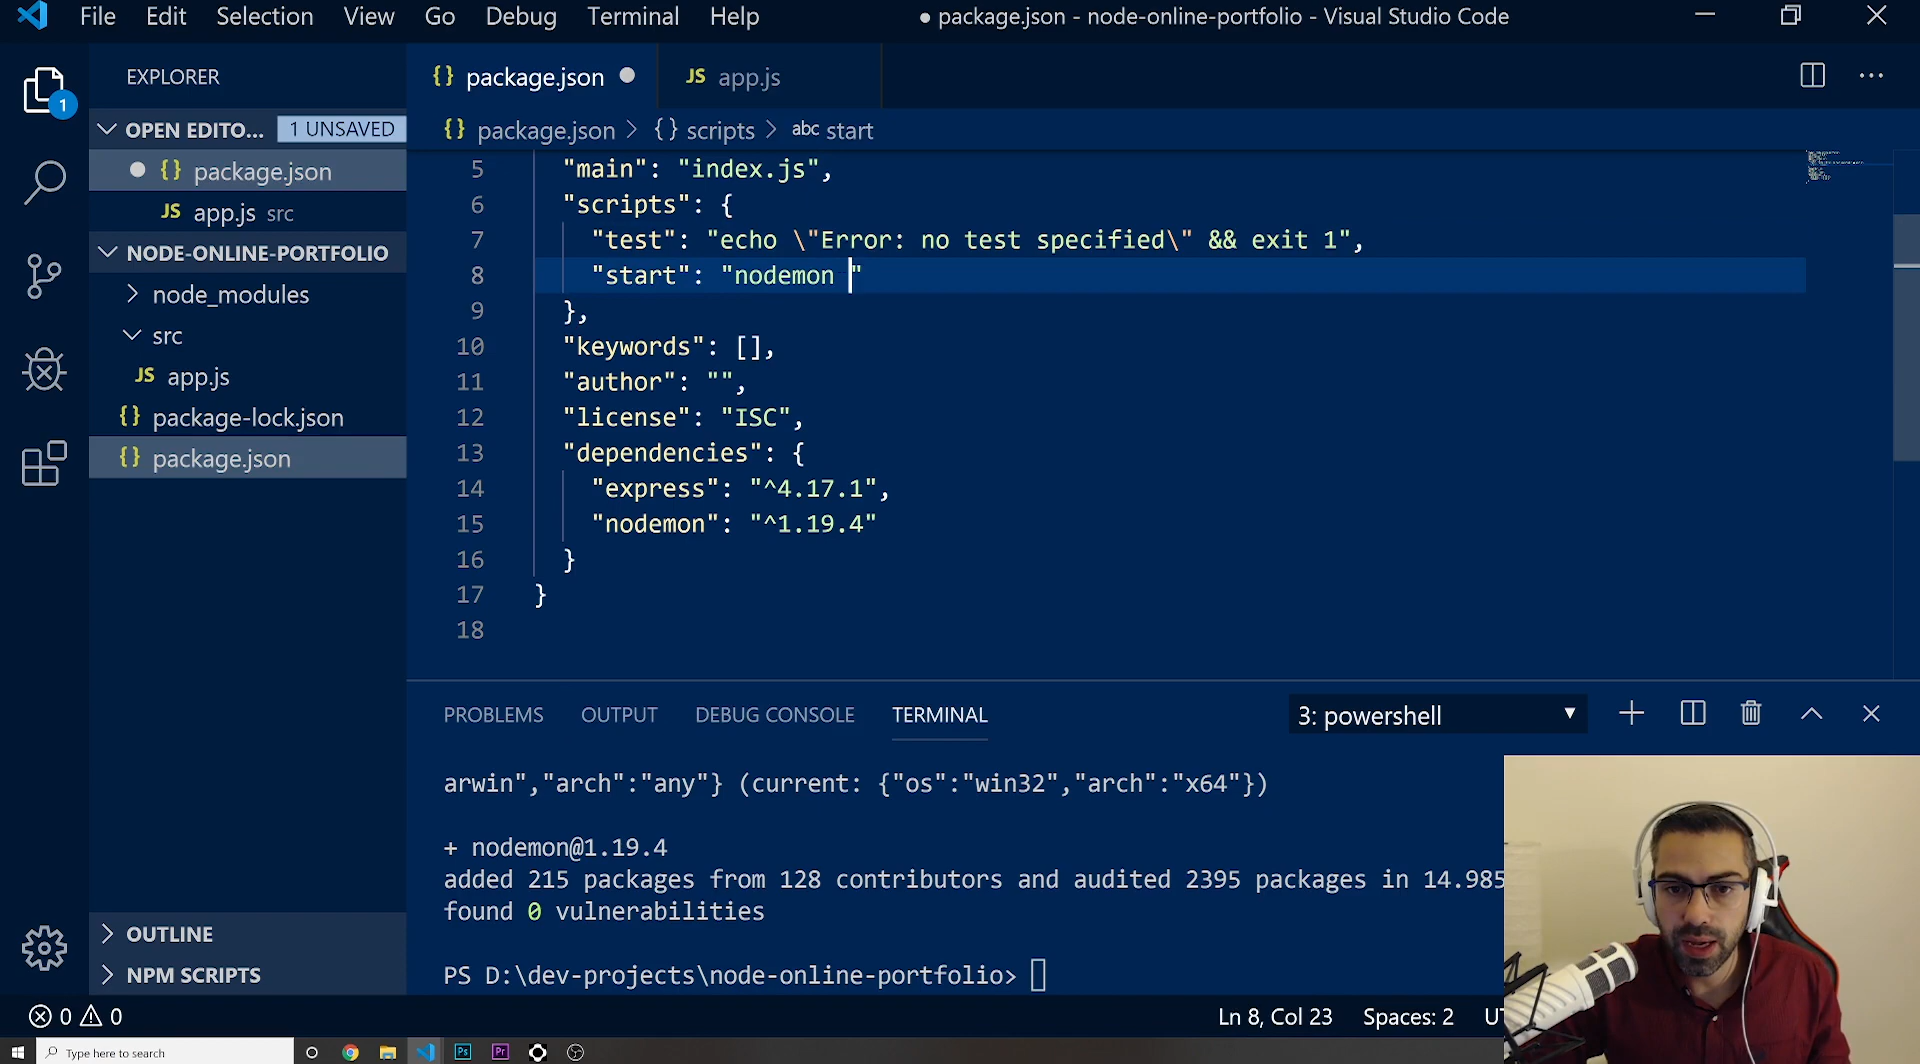 File Edit Selection View Go Debug Terminal Help
● package.json - node-online-portfolio - Visual Studio Code
EXPLORER
OPEN EDITO... 1 UNSAVED
{} package.json
JS app.js src
NODE-ONLINE-PORTFOLIO
node_modules
src
JS app.js
{} package-lock.json
{} package.json
OUTLINE
NPM SCRIPTS
1
{} package.json ●
JS app.js
{} package.json > {} scripts > abc start
5 "main": "index.js",
6 "scripts": {
7 "test": "echo \"Error: no test specified\" && exit 1",
8 "start": "nodemon "
9 },
10 "keywords": [],
11 "author": "",
12 "license": "ISC",
13 "dependencies": {
14 "express": "^4.17.1",
15 "nodemon": "^1.19.4"
16 }
17 }
18
PROBLEMS OUTPUT DEBUG CONSOLE TERMINAL 3: powershell
arwin","arch":"any"} (current: {"os":"win32","arch":"x64"})
+ nodemon@1.19.4
added 215 packages from 128 contributors and audited 2395 packages in 14.985
found 0 vulnerabilities
PS D:\dev-projects\node-online-portfolio>
0 0 Ln 8, Col 23 Spaces: 2 UT
Type here to search Ps Pr